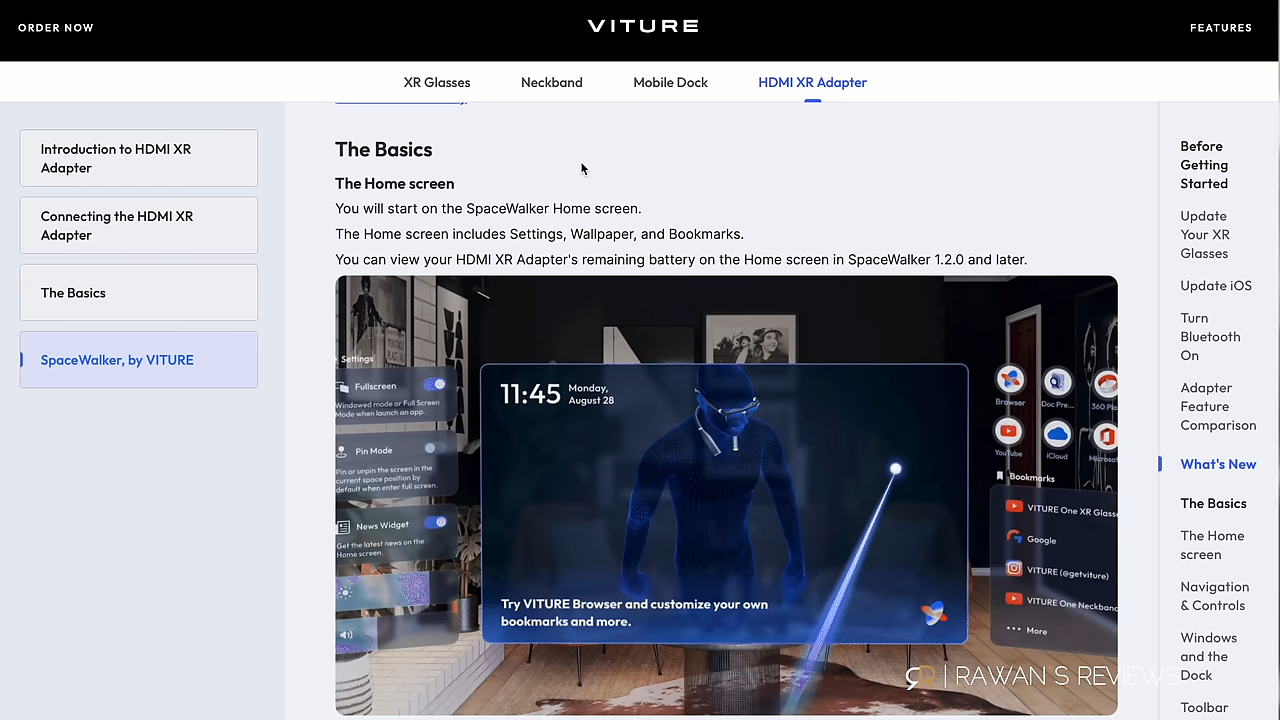 ORDER NOW
VITURE
FEATURES
XR Glasses
Neckband
Mobile Dock
HDMI XR Adapter
Introduction to HDMI XR
Adapter
Connecting the HDMI XR
Adapter
The Basics
SpaceWalker, by VITURE
The Basics
The Home screen
You will start on the SpaceWalker Home screen.
The Home screen includes Settings, Wallpaper, and Bookmarks.
You can view your HDMI XR Adapter's remaining battery on the Home screen in SpaceWalker 1.2.0 and later.
Settings
Fullscreen
Windowed mode or Full Screen
Mode when launch an app.
Pin Mode
Pin or unpin the screen in the
current space position by
default when enter full screen.
News Widget
Get the latest news on the
Home screen.
11:45
Monday,
August 28
Try VITURE Browser and customize your own
bookmarks and more.
Browser
Doc Pre...
360 Pla
YouTube
iCloud
Microso
Bookmarks
VITURE One XR Glasse
Google
VITURE (@getviture)
VITURE One Neckban
More
RAWAN S REVIEWS
Before
Getting
Started
Update
Your XR
Glasses
Update iOS
Turn
Bluetooth
On
Adapter
Feature
Comparison
What's New
The Basics
The Home
screen
Navigation
& Controls
Windows
and the
Dock
Toolbar